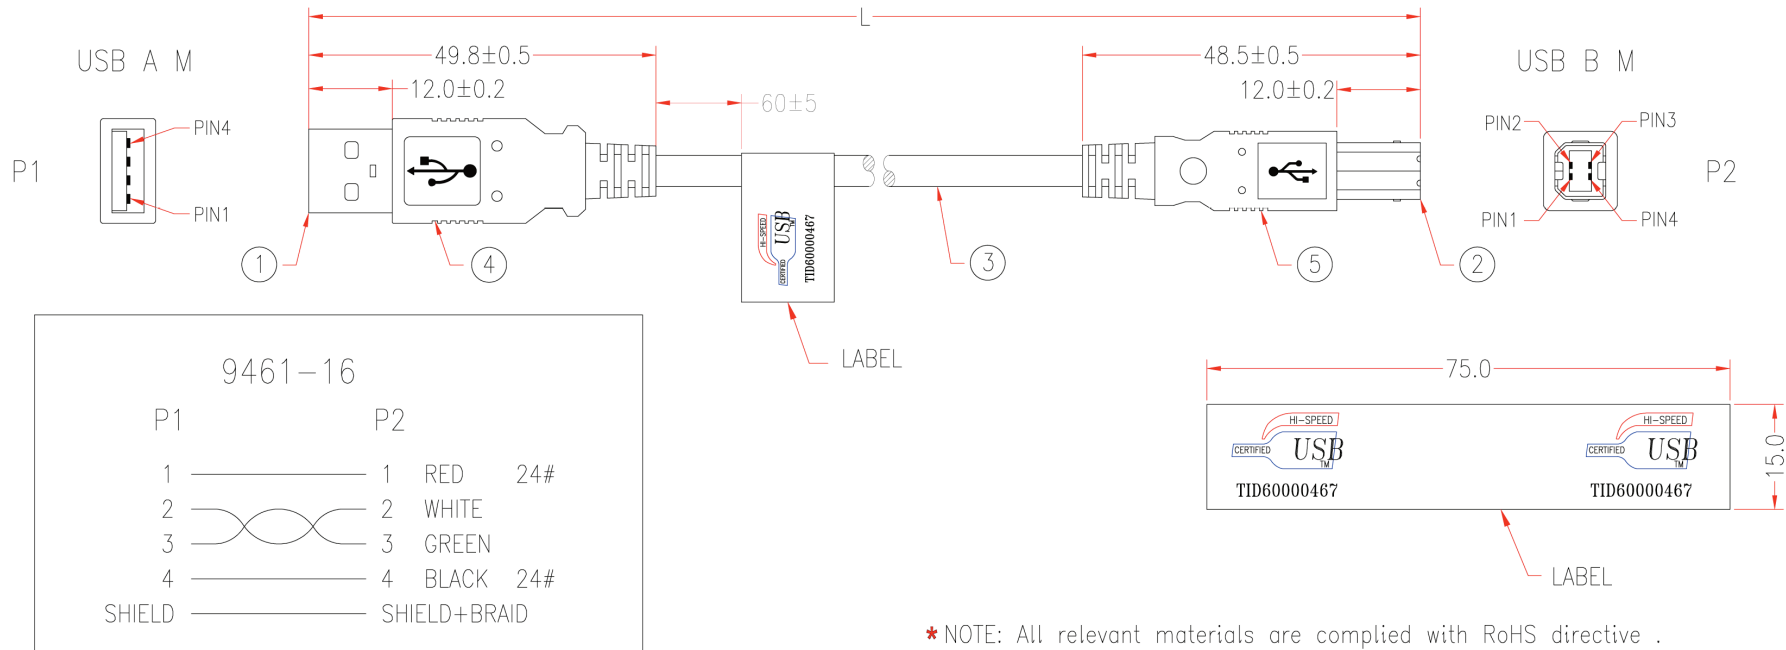 L
49.8±0.5
48.5±0.5
USB A M
USB B M
12.0±0.2
12.0±0.2
60±5
PIN4
PIN1
P1
PIN2
PIN3
PIN1
PIN4
P2
HI-SPEED
CERTIFIED
USB
TM
TID60000467
1
4
3
5
2
LABEL
9461-16
P1 P2
1 1 RED 24#
2 2 WHITE
3 3 GREEN
4 4 BLACK 24#
SHIELD SHIELD+BRAID
75.0
15.0
HI-SPEED
CERTIFIED USB
TM
TID60000467
HI-SPEED
CERTIFIED USB
TM
TID60000467
LABEL
* NOTE: All relevant materials are complied with RoHS directive .